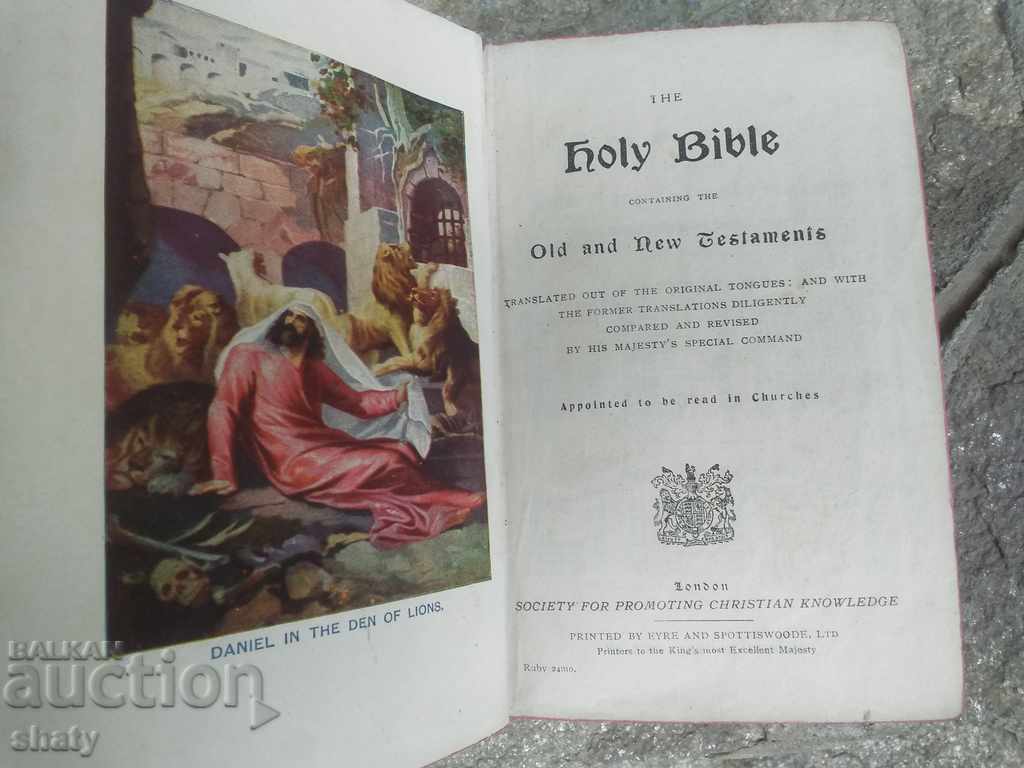 DANIEL IN THE DEN OF LIONS.
THE
Holy Bible
CONTAINING THE
Old and New Testaments
TRANSLATED OUT OF THE ORIGINAL TONGUES: AND WITH
THE FORMER TRANSLATIONS DILIGENTLY
COMPARED AND REVISED
BY HIS MAJESTY'S SPECIAL COMMAND
Appointed to be read in Churches
London
SOCIETY FOR PROMOTING CHRISTIAN KNOWLEDGE
PRINTED BY EYRE AND SPOTTISWOODE, LTD
Printers to the King's most Excellent Majesty
Ruby 24mo.
BALKAN
auction
shaty